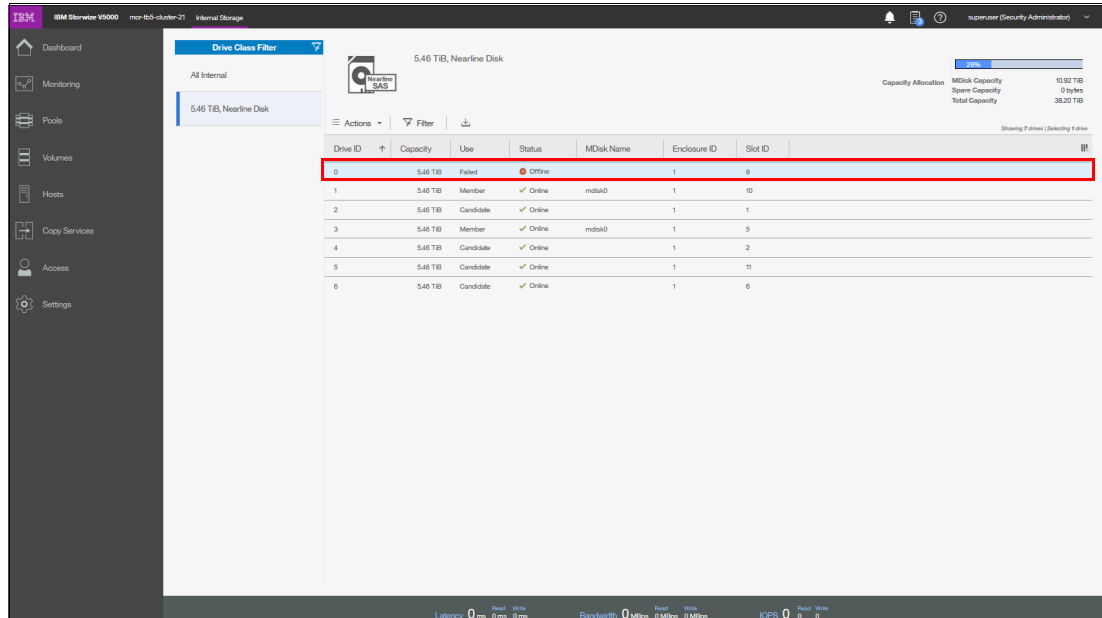 IBM IBM Storwize V5000 mcr-tb5-cluster-21 Internal Storage superuser (Security Administrator)
Dashboard
Monitoring
Pools
Volumes
Hosts
Copy Services
Access
Settings
Drive Class Filter
All Internal
5.46 TiB, Nearline Disk
Nearline SAS
5.46 TiB, Nearline Disk
29%
Capacity Allocation
MDisk Capacity 10.92 TiB
Spare Capacity 0 bytes
Total Capacity 38.20 TiB
Actions Filter
Showing 7 drives | Selecting 1 drive
Drive ID Capacity Use Status MDisk Name Enclosure ID Slot ID
0 5.46 TiB Failed Offline 1 9
1 5.46 TiB Member Online mdisk0 1 10
2 5.46 TiB Candidate Online 1 1
3 5.46 TiB Member Online mdisk0 1 5
4 5.46 TiB Candidate Online 1 2
5 5.46 TiB Candidate Online 1 11
6 5.46 TiB Candidate Online 1 6
Latency 0 ms Read 0 ms Write 0 ms Bandwidth 0 MBps Read 0 MBps Write 0 MBps IOPS 0 Read 0 Write 0